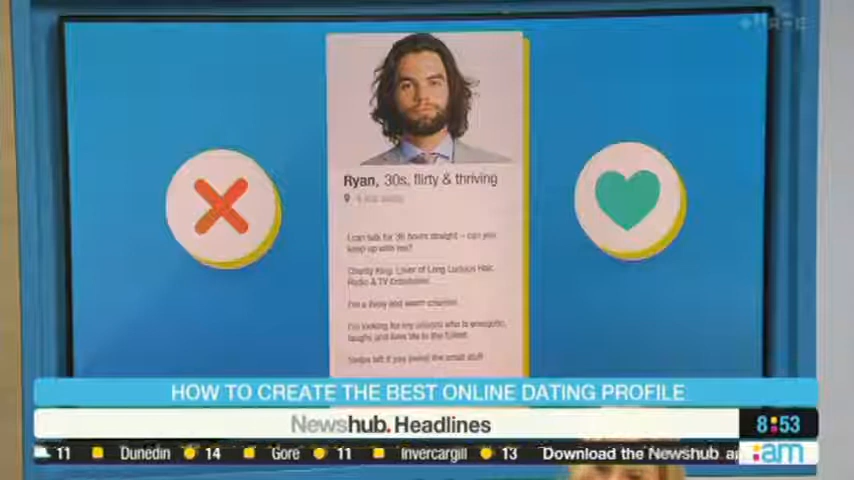 Ryan, 30s, flirty & thriving
I can talk for 36 hours straight – can you
keep up with me?
Charity King, Lover of Long Luscious Hair,
Radio & TV
I'm a lively and warm
I'm looking for my unicorn who is energetic,
laughs and lives life to the fullest
Swipe left if you sweat the small stuff
HOW TO CREATE THE BEST ONLINE DATING PROFILE
Newshub. Headlines
8:53
11 Dunedin 14 Gore 11 Invercargill 13 Download the Newshub a
:am